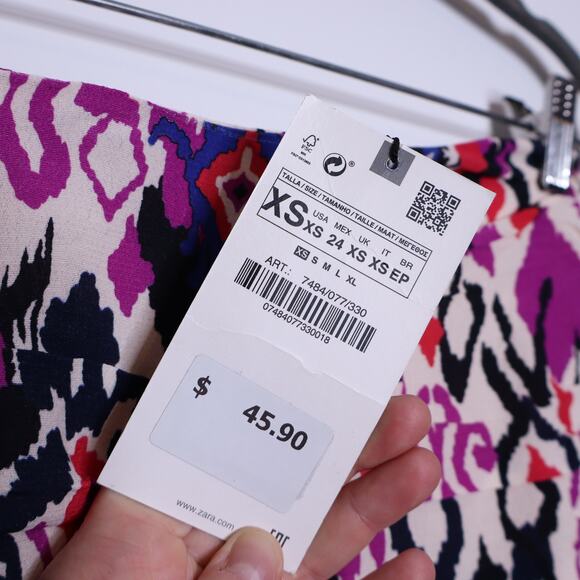 FSC
TALLA / SIZE / TAMANHO / TAILLE / MAAT / ΜΕΓΕΘΟΣ
XS
USA MEX UK IT BR
XS 24 XS XS EP
XS S M L XL
ART.: 7484/077/330
07484077330018
$ 45.90
www.zara.com